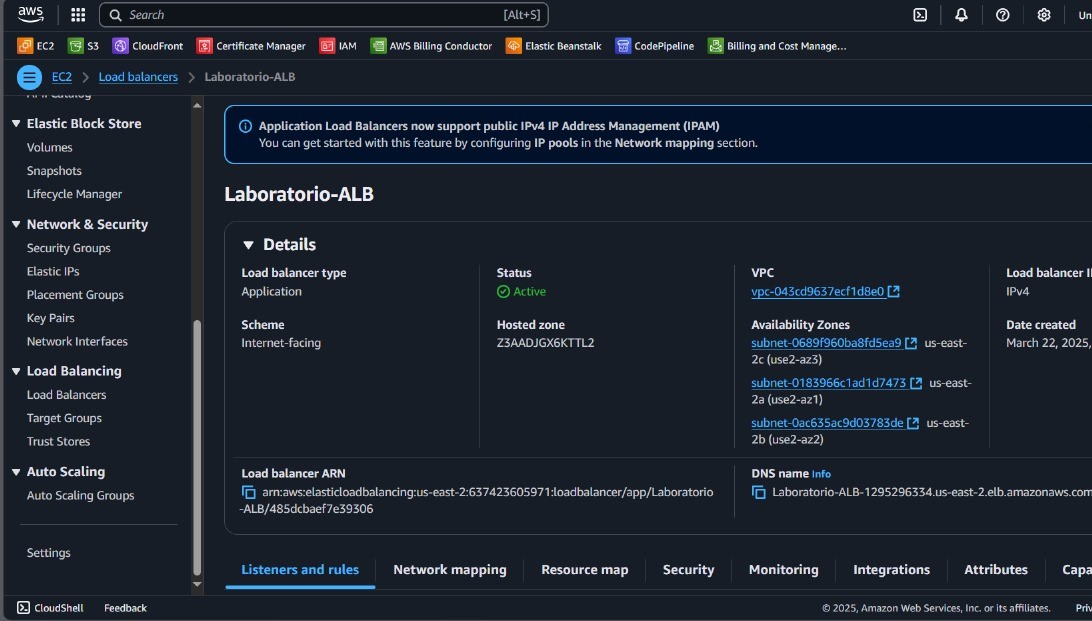 aws
Search [Alt+S]
EC2 S3 CloudFront Certificate Manager IAM AWS Billing Conductor Elastic Beanstalk CodePipeline Billing and Cost Manage...
EC2 > Load balancers > Laboratorio-ALB
Elastic Block Store
Volumes
Snapshots
Lifecycle Manager
Network & Security
Security Groups
Elastic IPs
Placement Groups
Key Pairs
Network Interfaces
Load Balancing
Load Balancers
Target Groups
Trust Stores
Auto Scaling
Auto Scaling Groups
Settings
Application Load Balancers now support public IPv4 IP Address Management (IPAM)
You can get started with this feature by configuring IP pools in the Network mapping section.
Laboratorio-ALB
Details
Load balancer type
Application
Scheme
Internet-facing
Status
Active
Hosted zone
Z3AADJGX6KTTL2
VPC
vpc-043cd9637ecf1d8e0
Availability Zones
subnet-0689f960ba8fd5ea9 us-east-
2c (use2-az3)
subnet-0183966c1ad1d7473 us-east-
2a (use2-az1)
subnet-0ac635ac9d03783de us-east-
2b (use2-az2)
Load balancer I
IPv4
Date created
March 22, 2025,
Load balancer ARN
arn:aws:elasticloadbalancing:us-east-2:637423605971:loadbalancer/app/Laboratorio
-ALB/485dcbaef7e39306
DNS name Info
Laboratorio-ALB-1295296334.us-east-2.elb.amazonaws.com
Listeners and rules Network mapping Resource map Security Monitoring Integrations Attributes Capa
CloudShell Feedback © 2025, Amazon Web Services, Inc. or its affiliates. Priv